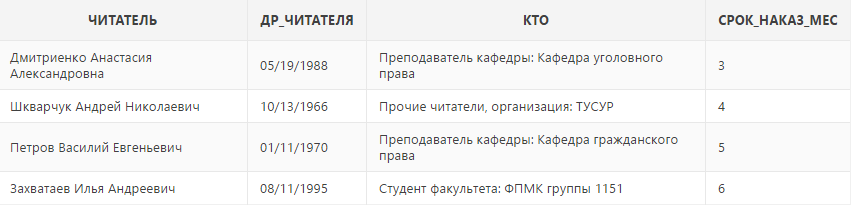 ЧИТАТЕЛЬ ДР_ЧИТАТЕЛЯ КТО СРОК_НАКАЗ_МЕС
Дмитриенко Анастасия
Александровна
05/19/1988
Преподаватель кафедры: Кафедра уголовного
права
3
Шкварчук Андрей Николаевич 10/13/1966 Прочие читатели, организация: ТУСУР 4
Петров Василий Евгеньевич
01/11/1970
Преподаватель кафедры: Кафедра гражданского
права
5
Захватаев Илья Андреевич 08/11/1995 Студент факультета: ФПМК группы 1151 6